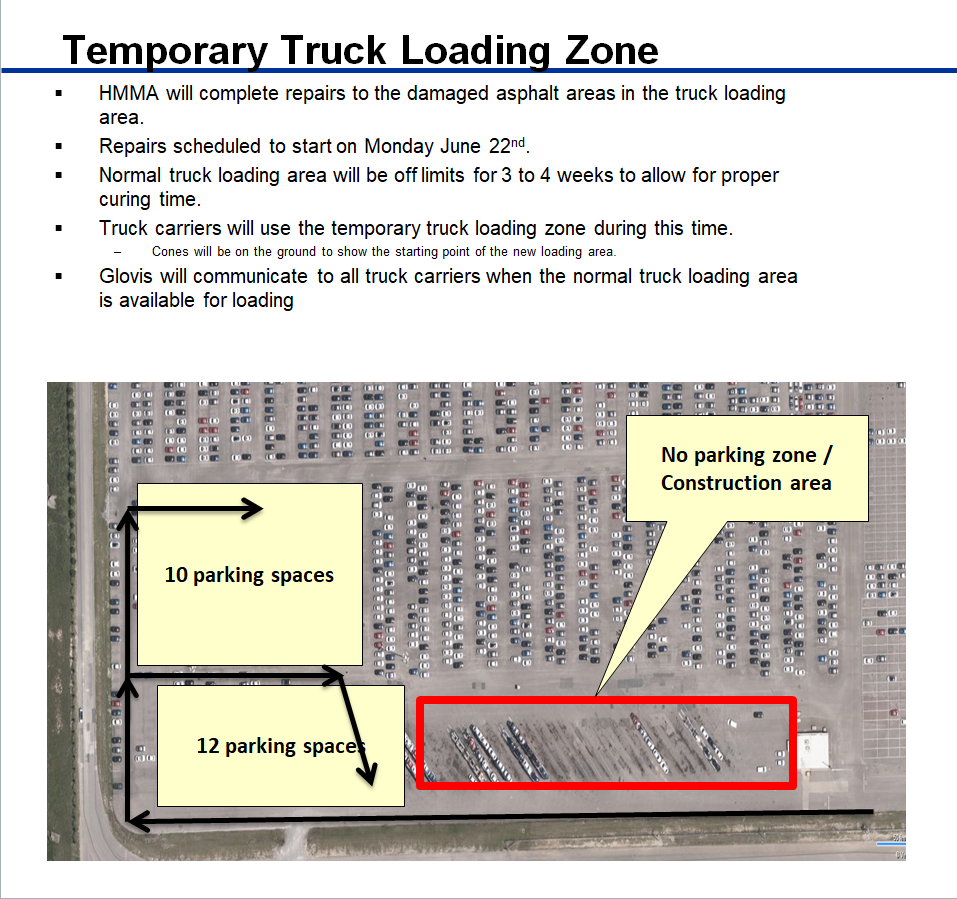 Temporary Truck Loading Zone
▪ HMMA will complete repairs to the damaged asphalt areas in the truck loading
area.
▪ Repairs scheduled to start on Monday June 22nd.
▪ Normal truck loading area will be off limits for 3 to 4 weeks to allow for proper
curing time.
▪ Truck carriers will use the temporary truck loading zone during this time.
– Cones will be on the ground to show the starting point of the new loading area.
▪ Glovis will communicate to all truck carriers when the normal truck loading area
is available for loading
No parking zone /
Construction area
10 parking spaces
12 parking spaces